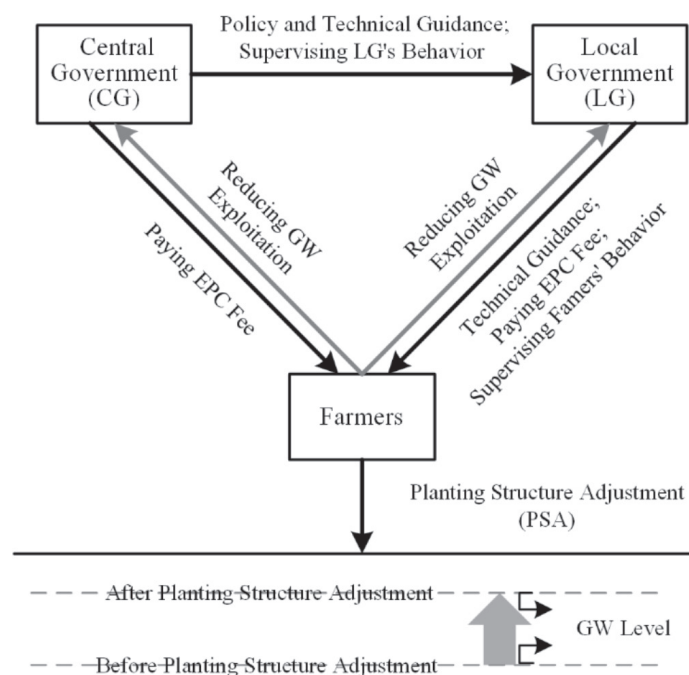 Policy and Technical Guidance;
Supervising LG's Behavior
Central
Government
(CG)
Local
Government
(LG)
Reducing GW
Exploitation
Paying EPC Fee
Reducing GW
Exploitation
Technical Guidance;
Paying EPC Fee;
Supervising Famers' Behavior
Farmers
Planting Structure Adjustment
(PSA)
After Planting Structure Adjustment
GW Level
Before Planting Structure Adjustment